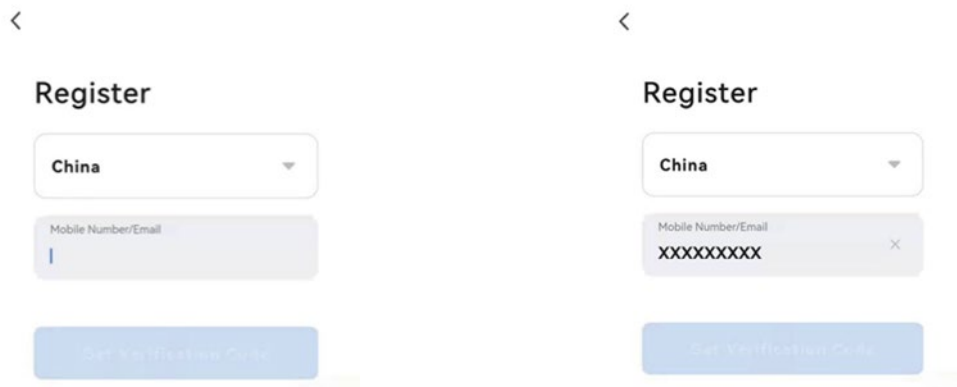 Register
China
Mobile Number/Email
Get Verification Code
Register
China
Mobile Number/Email
XXXXXXXXX
Get Verification Code